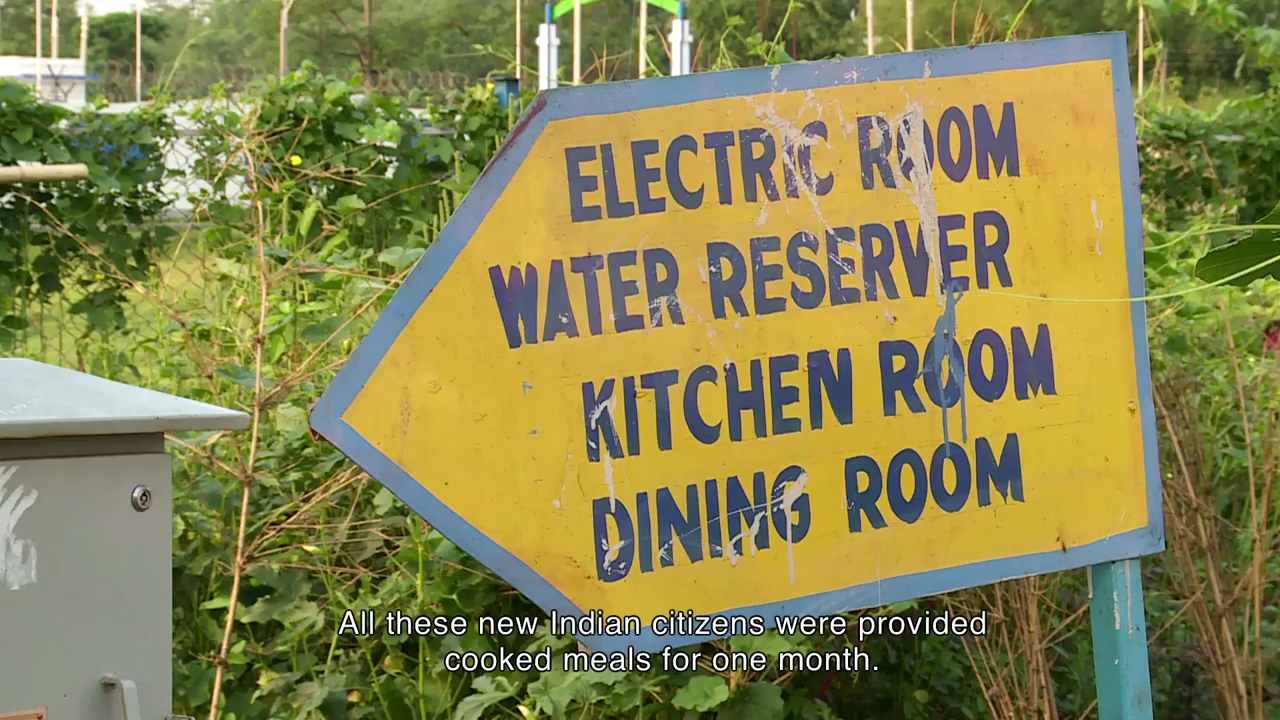 ELECTRIC ROOM
WATER RESERVER
KITCHEN ROOM
DINING ROOM
All these new Indian citizens were provided
cooked meals for one month.